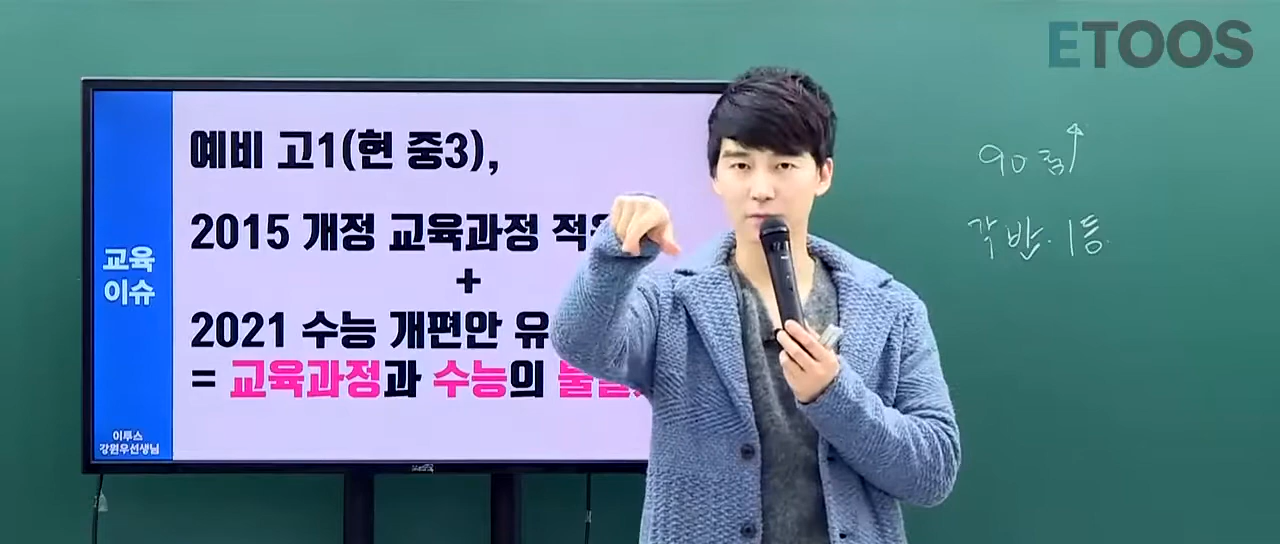 ETOOS
교육
이슈
이투스
강원우선생님
예비 고1(현 중3),
2015 개정 교육과정
+
2021 수능 개편안
= 교육과정과 수능의
90점↑
각 반. 1등.